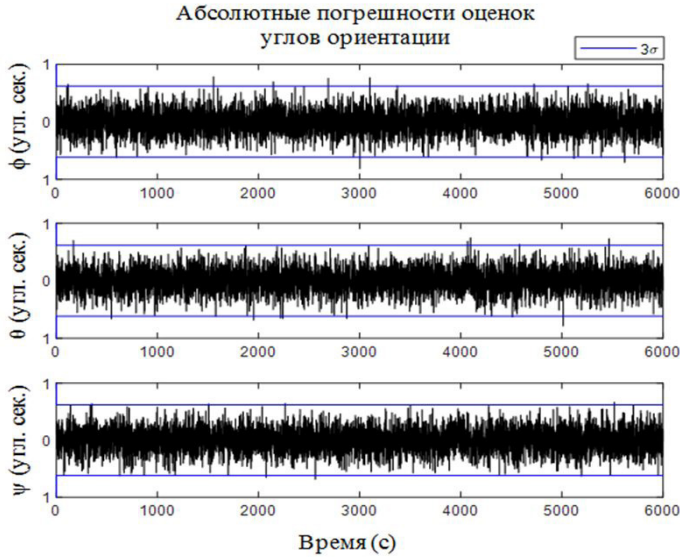 Абсолютные погрешности оценок
углов ориентации
3σ
ϕ (угл. сек.)
1
0
1
0 1000 2000 3000 4000 5000 6000
θ (угл. сек.)
1
0
1
0 1000 2000 3000 4000 5000 6000
ψ (угл. сек.)
1
0
1
0 1000 2000 3000 4000 5000 6000
Время (с)